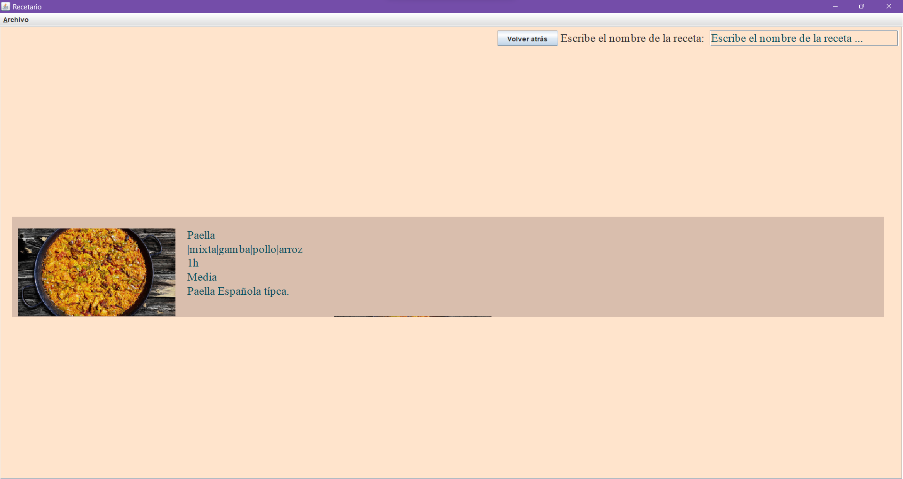 Recetario
Archivo
Volver atrás Escribe el nombre de la receta: Escribe el nombre de la receta ...
Paella
|mixta|gamba|pollo|arroz
1h
Media
Paella Española típca.